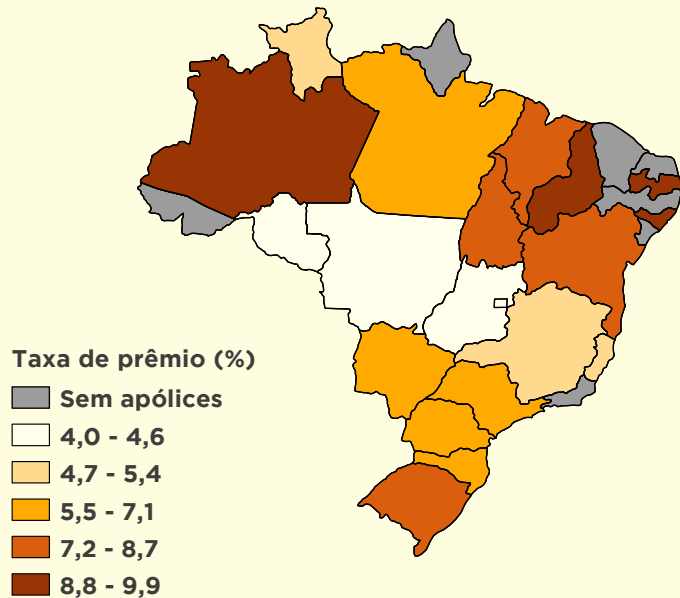 Taxa de prêmio (%)
Sem apólices
4,0 - 4,6
4,7 - 5,4
5,5 - 7,1
7,2 - 8,7
8,8 - 9,9